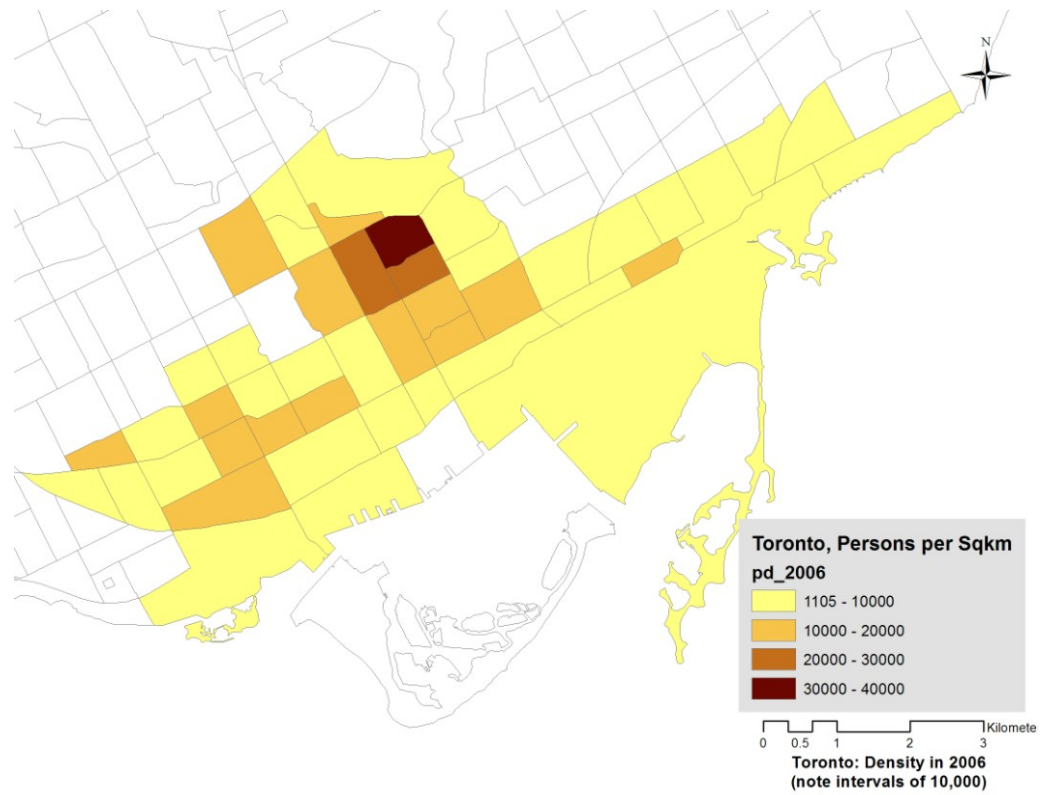 N
Toronto, Persons per Sqkm
pd_2006
1105 - 10000
10000 - 20000
20000 - 30000
30000 - 40000
Kilomete
0 0.5 1 2 3
Toronto: Density in 2006
(note intervals of 10,000)